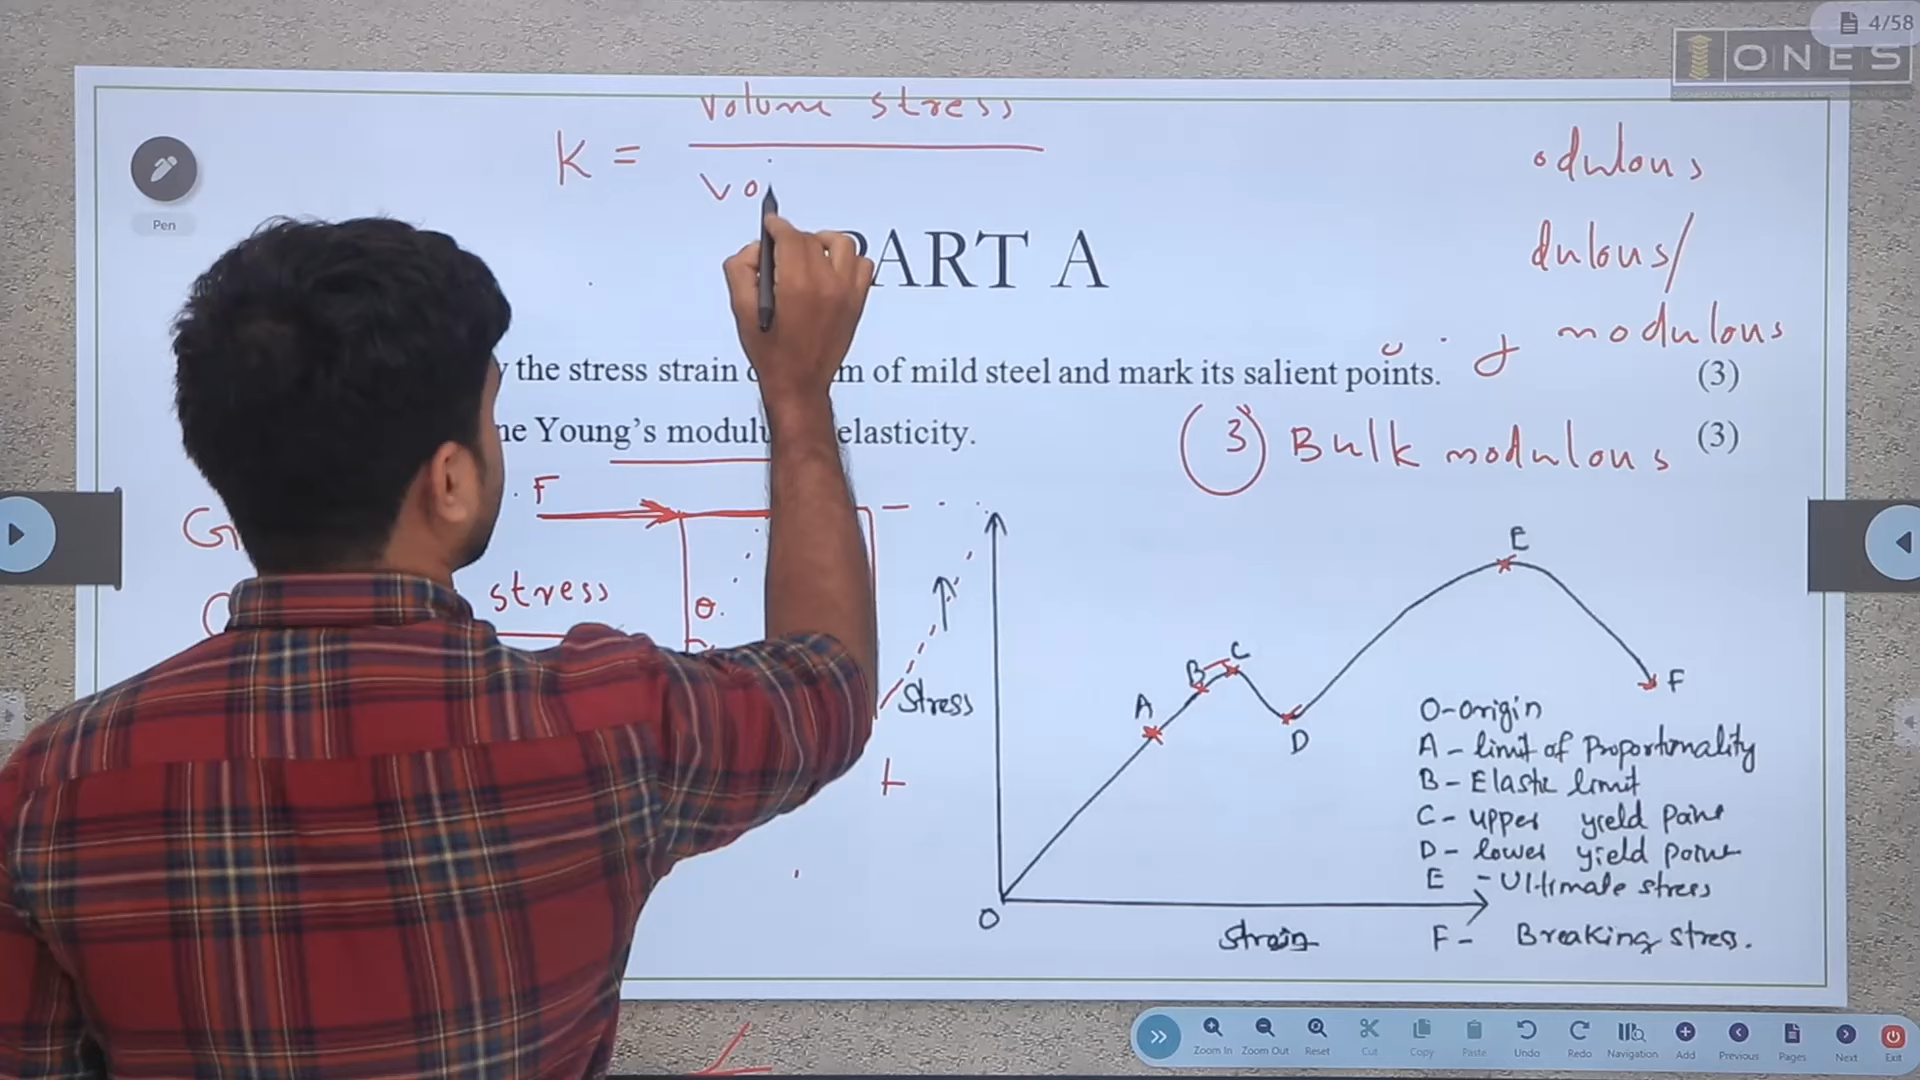 4/58
IONES
volume stress
K =
vo
Pen
odulous
dulous/
modulous
PART A
the stress strain m of mild steel and mark its salient points. (3)
Young's modul elasticity. (3)
3 Bulk modulous
F
G
stress
θ
Stress
A
B
C
D
E
F
O
Strain
O-origin
A - limit of proportionality
B - Elastic limit
C - upper yield point
D - lower yield point
E - Ultimate stress
F - Breaking stress.
Zoom In Zoom Out Reset Cut Copy Paste Undo Redo Navigation Add Previous Pages Next Exit